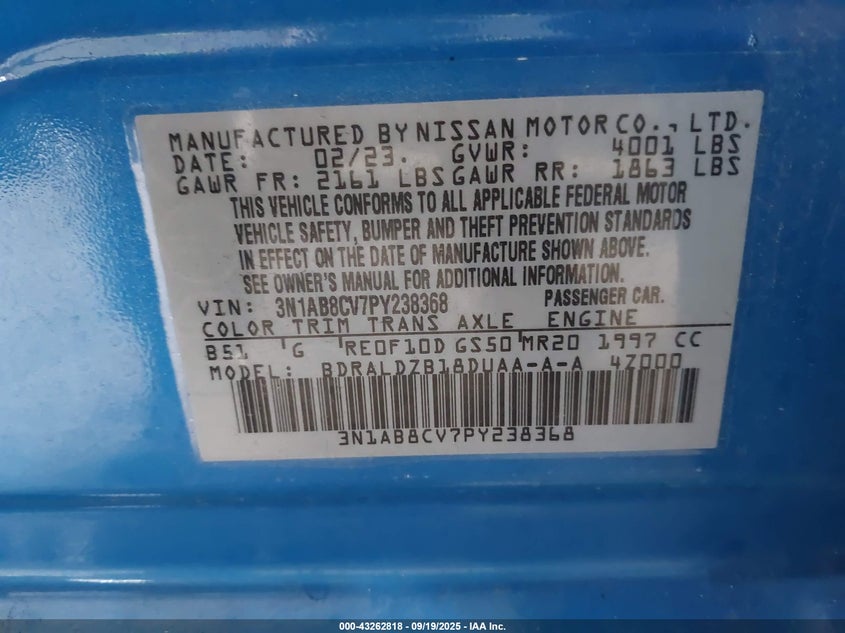 MANUFACTURED BY NISSAN MOTOR CO., LTD.
DATE: 02/23. GVWR: 4001 LBS
GAWR FR: 2161 LBS GAWR RR: 1863 LBS
THIS VEHICLE CONFORMS TO ALL APPLICABLE FEDERAL MOTOR
VEHICLE SAFETY, BUMPER AND THEFT PREVENTION STANDARDS
IN EFFECT ON THE DATE OF MANUFACTURE SHOWN ABOVE.
SEE OWNER'S MANUAL FOR ADDITIONAL INFORMATION.
VIN: 3N1AB8CV7PY238368 PASSENGER CAR.
COLOR TRIM TRANS AXLE ENGINE
B51 G RE0F10D GS50 MR20 1997 CC
MODEL: BDRALDZB18DUAA-A-A 4Z000
3N1AB8CV7PY238368
000-43262818 - 09/19/2025 - IAA Inc.